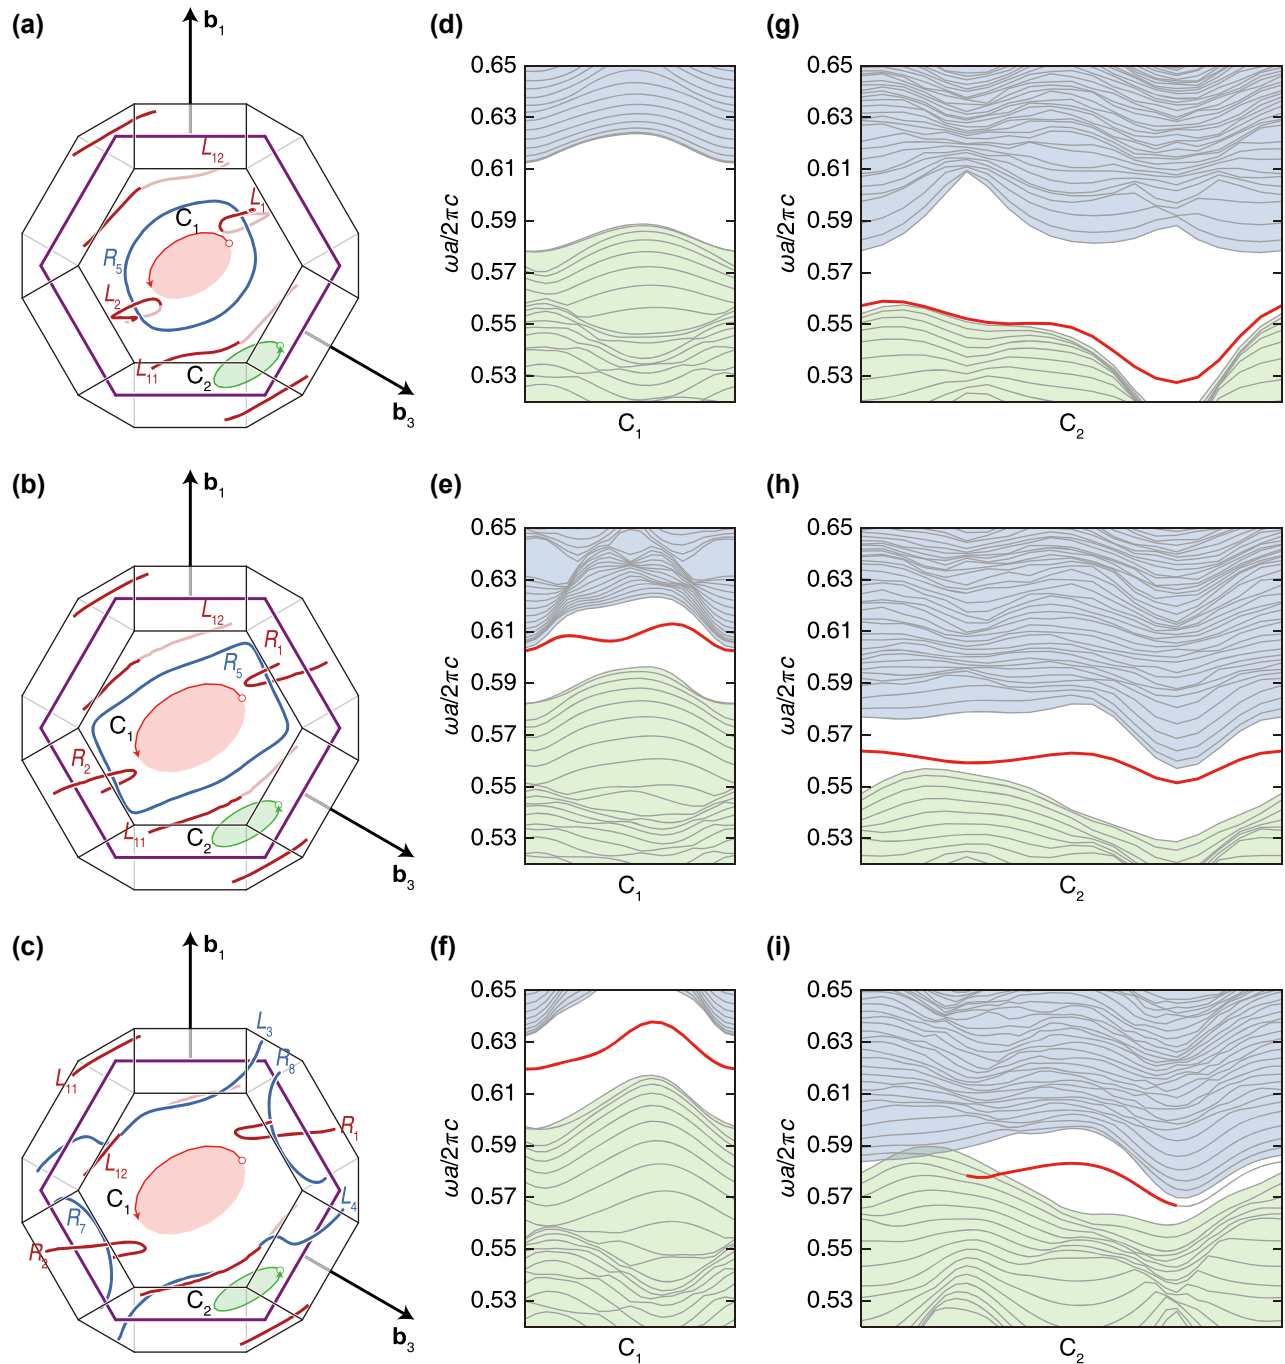 (a)
b1
L12
C1
L1
R5
L2
L11
C2
b3
(d)
ωa/2πc
0.65
0.63
0.61
0.59
0.57
0.55
0.53
C1
(g)
ωa/2πc
0.65
0.63
0.61
0.59
0.57
0.55
0.53
C2
(b)
b1
L12
R1
R5
C1
R2
L11
C2
b3
(e)
ωa/2πc
0.65
0.63
0.61
0.59
0.57
0.55
0.53
C1
(h)
ωa/2πc
0.65
0.63
0.61
0.59
0.57
0.55
0.53
C2
(c)
b1
L3
R8
L11
R1
L12
C1
L4
R7
R2
C2
b3
(f)
ωa/2πc
0.65
0.63
0.61
0.59
0.57
0.55
0.53
C1
(i)
ωa/2πc
0.65
0.63
0.61
0.59
0.57
0.55
0.53
C2